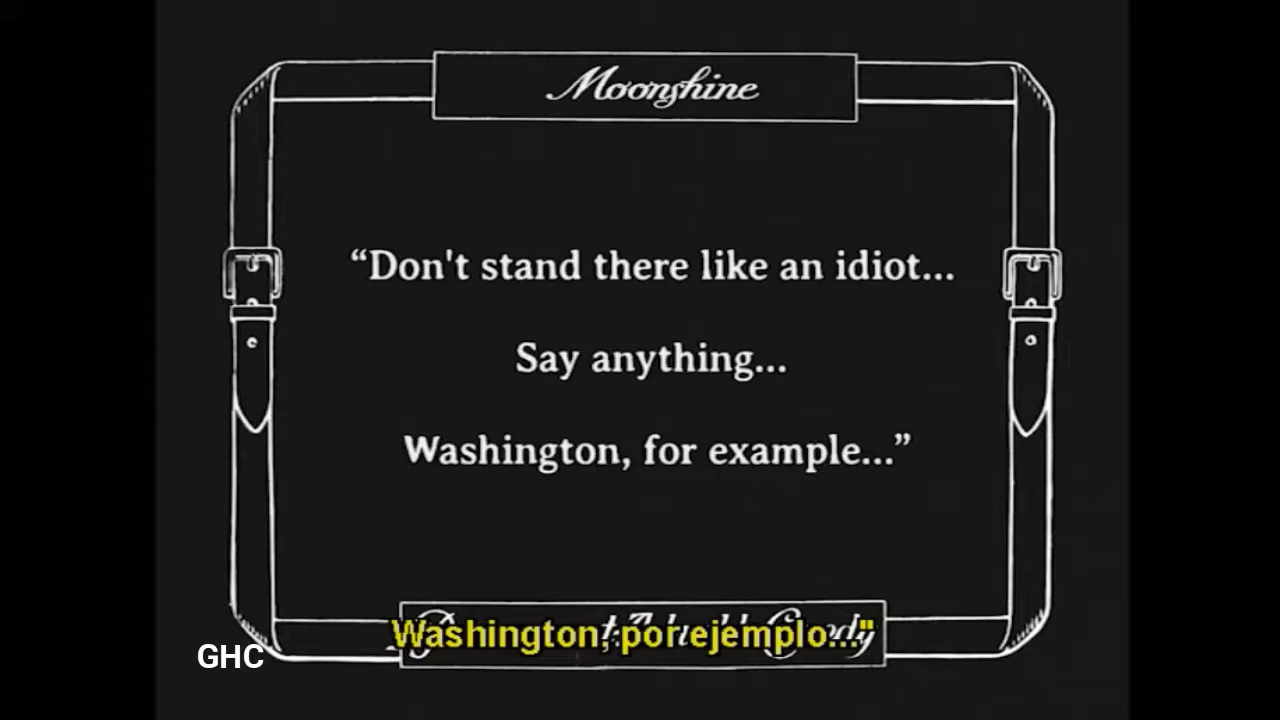 Moonshine
“Don't stand there like an idiot...
Say anything...
Washington, for example...”
Washington, por ejemplo..."
GHC